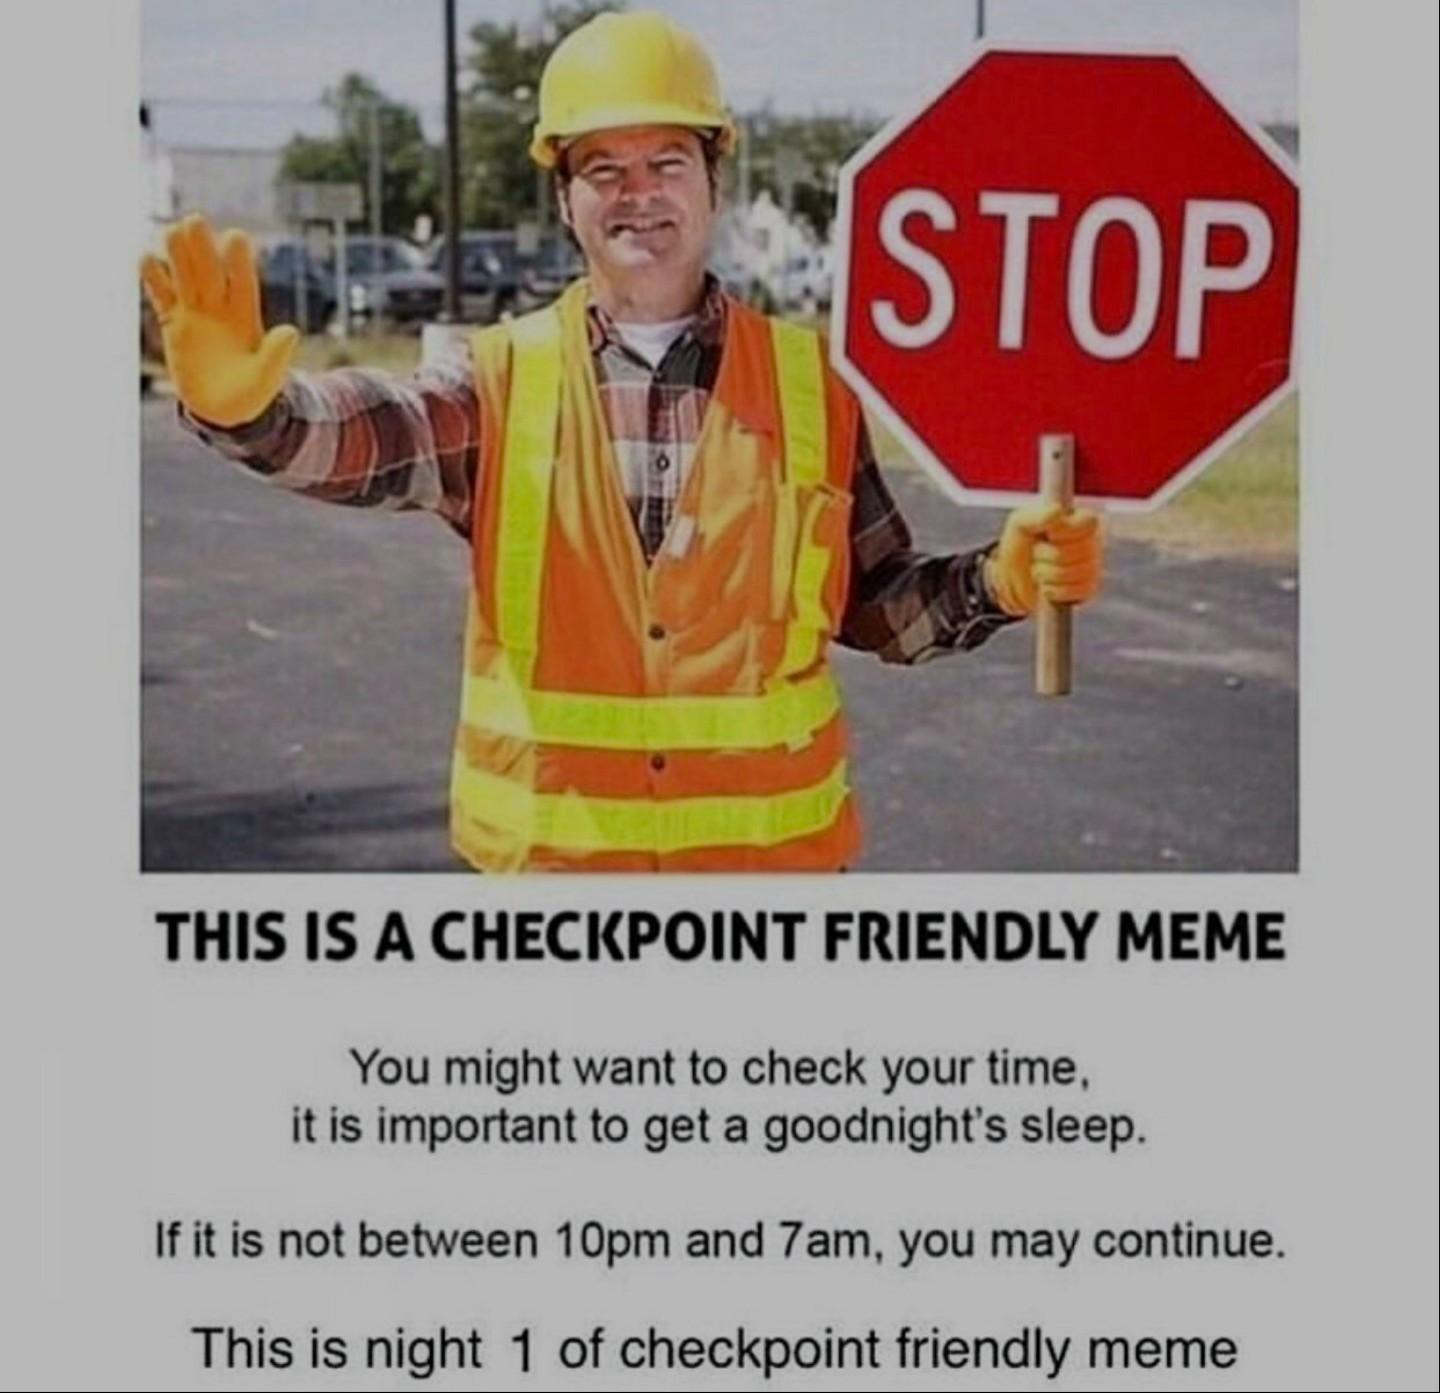 STOP
THIS IS A CHECKPOINT FRIENDLY MEME
You might want to check your time,
it is important to get a goodnight's sleep.
If it is not between 10pm and 7am, you may continue.
This is night 1 of checkpoint friendly meme